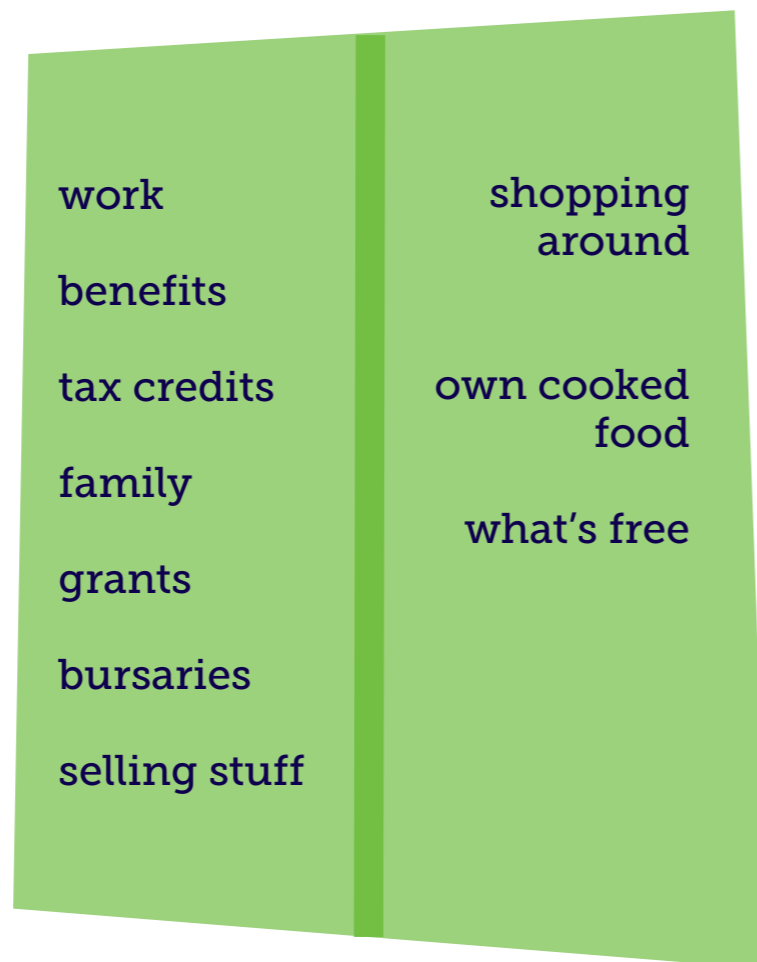 work
benefits
tax credits
family
grants
bursaries
selling stuff
shopping
around
own cooked
food
what’s free